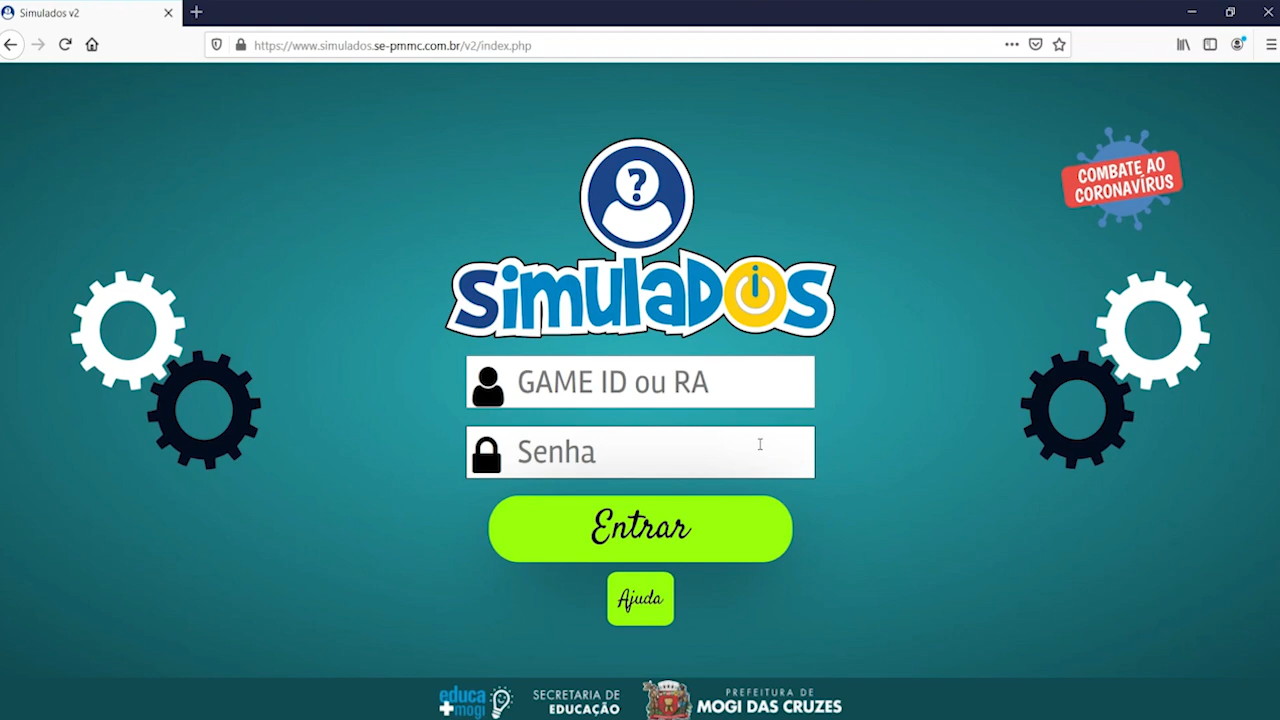 Simulados v2
https://www.simulados.se-pmmc.com.br/v2/index.php
COMBATE AO
CORONAVÍRUS
?
SimulaDos
GAME ID ou RA
Senha
Entrar
Ajuda
educa
+mogi
SECRETARIA DE
EDUCAÇÃO
PREFEITURA DE
MOGI DAS CRUZES